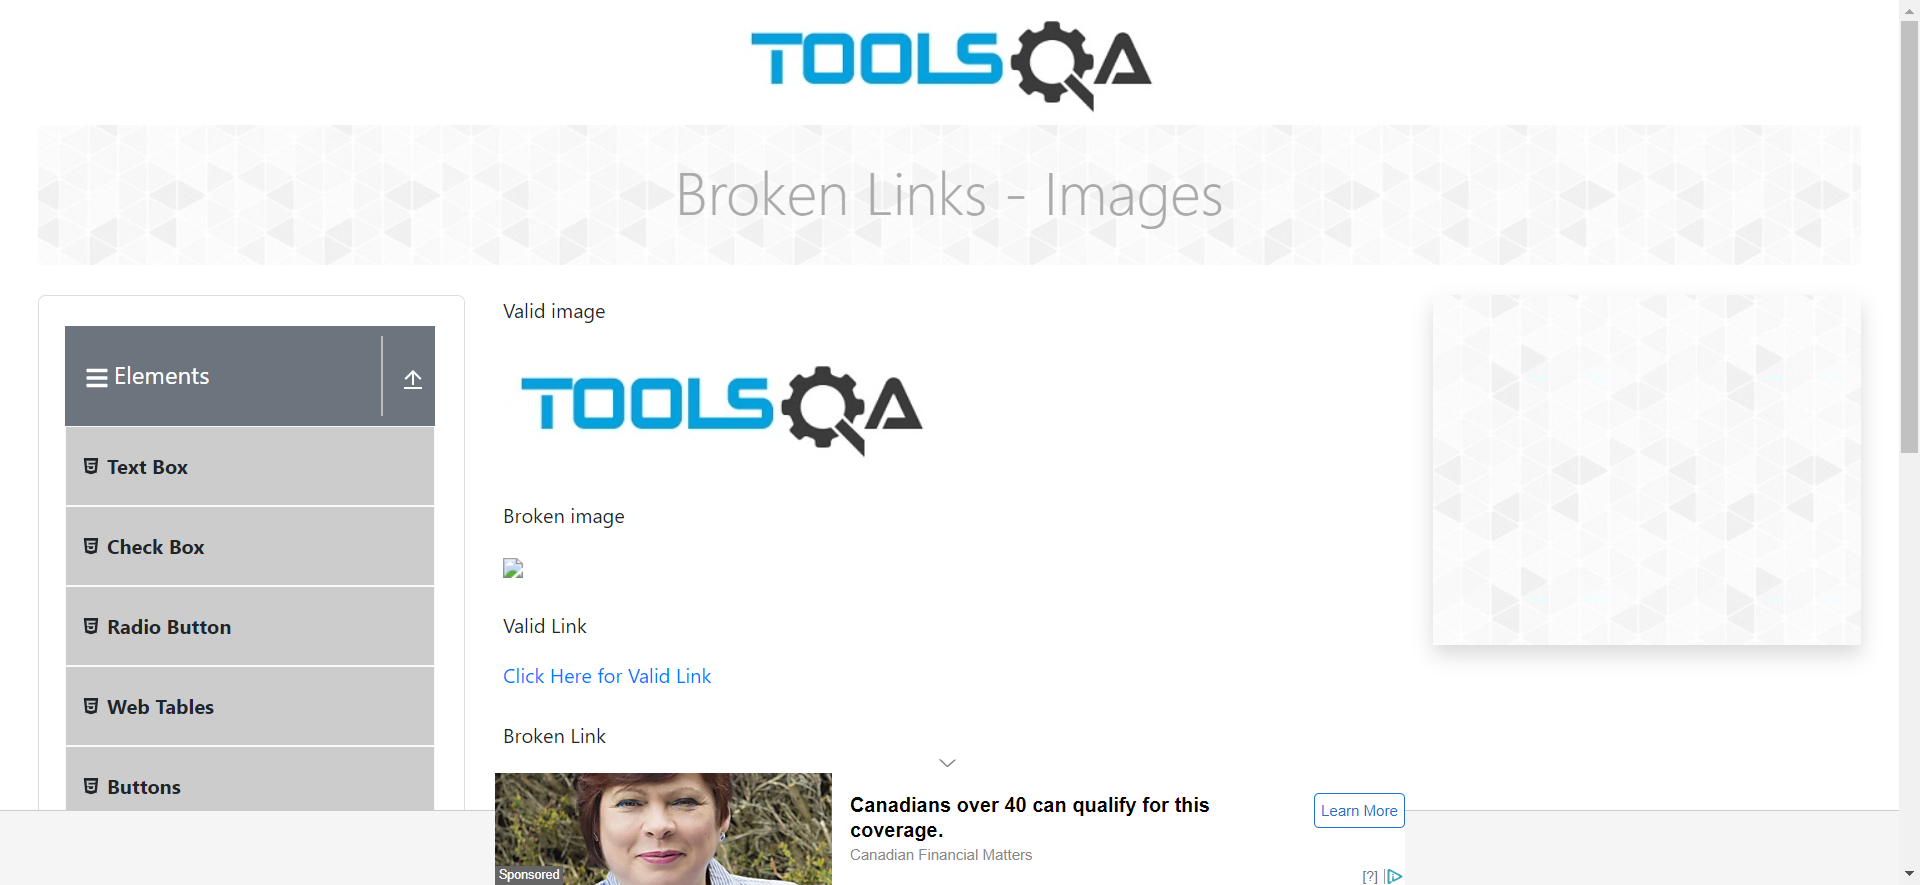 TOOLSQA
Broken Links - Images
Elements
Text Box
Check Box
Radio Button
Web Tables
Buttons
Valid image
TOOLSQA
Broken image
Valid Link
Click Here for Valid Link
Broken Link
Sponsored
Canadians over 40 can qualify for this
coverage.
Canadian Financial Matters
Learn More
[?]